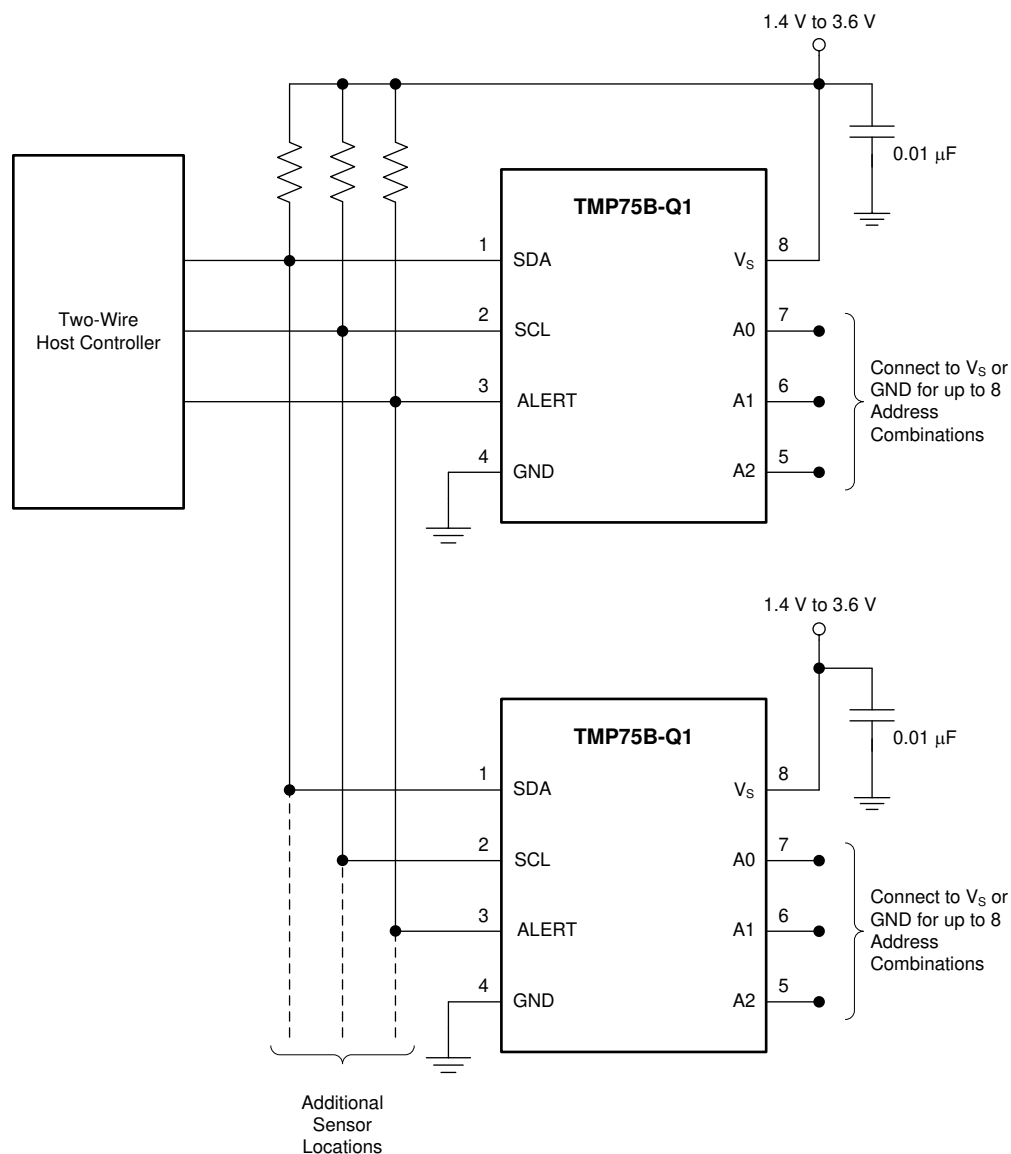 1.4 V to 3.6 V
0.01 μF
TMP75B-Q1
Two-Wire
Host Controller
1
SDA
2
SCL
3
ALERT
4
GND
8
VS
7
A0
6
A1
5
A2
Connect to VS or
GND for up to 8
Address
Combinations
1.4 V to 3.6 V
0.01 μF
TMP75B-Q1
1
SDA
2
SCL
3
ALERT
4
GND
8
VS
7
A0
6
A1
5
A2
Connect to VS or
GND for up to 8
Address
Combinations
Additional
Sensor
Locations